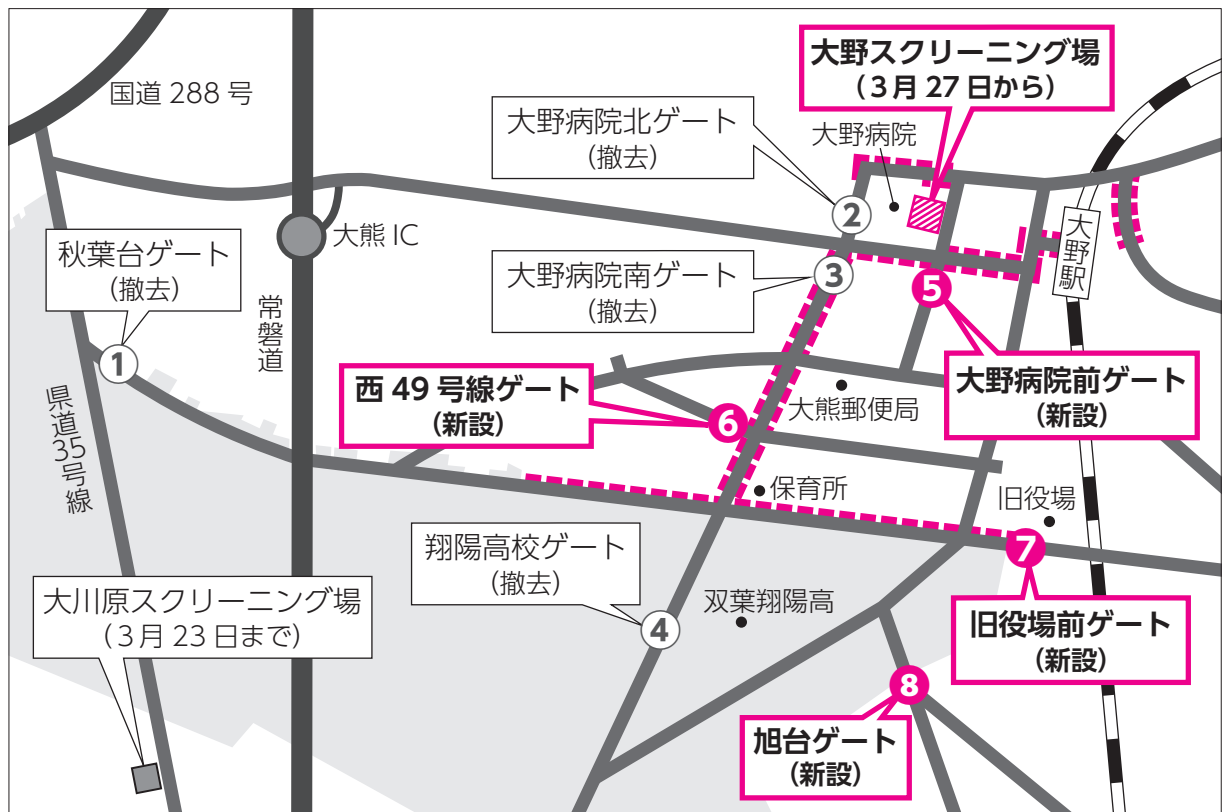 国道 288 号
大野スクリーニング場
（３月 27 日から）
大野病院北ゲート
（撤去）
大野病院
②
大熊 IC
秋葉台ゲート
（撤去）
①
常磐道
大野病院南ゲート
（撤去）
③
⑤
大野駅
大野病院前ゲート
（新設）
西 49 号線ゲート
（新設）
⑥
大熊郵便局
県道35号線
保育所
旧役場
⑦
旧役場前ゲート
（新設）
翔陽高校ゲート
（撤去）
④
双葉翔陽高
大川原スクリーニング場
（３月 23 日まで）
⑧
旭台ゲート
（新設）